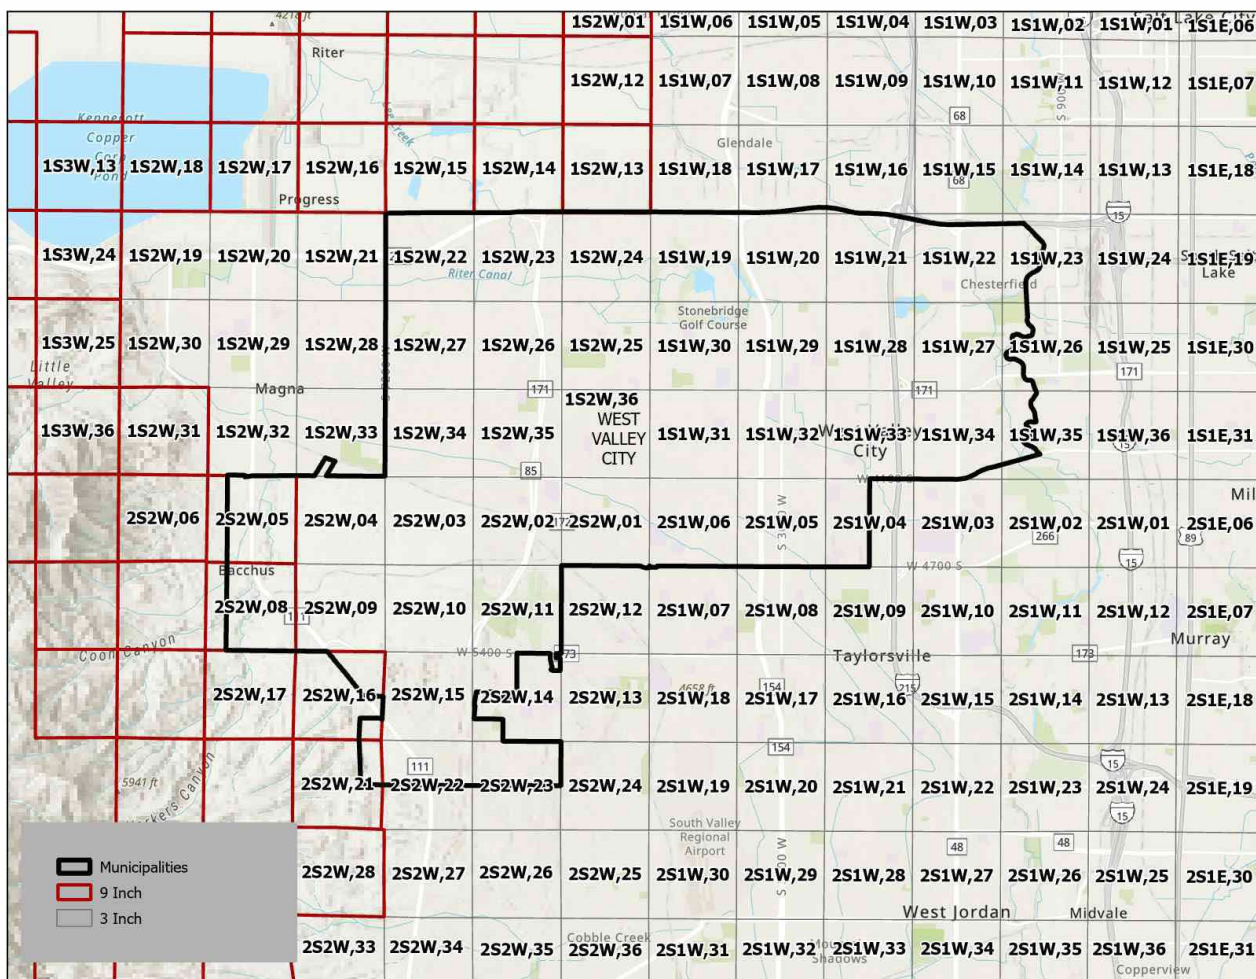 4218 ft
1S2W,01 1S1W,06 1S1W,05 1S1W,04 1S1W,03 1S1W,02 1S1W,01 1S1E,06
Riter
1S2W,12 1S1W,07 1S1W,08 1S1W,09 1S1W,10 1S1W,11 1S1W,12 1S1E,07
S 900 W
68
Kennecott
Copper
Corp
Pond
Lee Creek
Glendale
1S3W,13 1S2W,18 1S2W,17 1S2W,16 1S2W,15 1S2W,14 1S2W,13 1S1W,18 1S1W,17 1S1W,16 1S1W,15 1S1W,14 1S1W,13 1S1E,18
68
Progress
15
1S3W,24 1S2W,19 1S2W,20 1S2W,21 1S2W,22 1S2W,23 1S2W,24 1S1W,19 1S1W,20 1S1W,21 1S1W,22 1S1W,23 1S1W,24 1S1E,19
Lake
Riter Canal
Chesterfield
Stonebridge
Golf Course
1S3W,25 1S2W,30 1S2W,29 1S2W,28 1S2W,27 1S2W,26 1S2W,25 1S1W,30 1S1W,29 1S1W,28 1S1W,27 1S1W,26 1S1W,25 1S1E,30
Little
Valley
171
Magna
171
171
1S2W,36
WEST
VALLEY
CITY
1S3W,36 1S2W,31 1S2W,32 1S2W,33 1S2W,34 1S2W,35 1S1W,31 1S1W,32 1S1W,33 1S1W,34 1S1W,35 1S1W,36 1S1E,31
City
15
85
Mil
2S2W,06 2S2W,05 2S2W,04 2S2W,03 2S2W,02 2S2W,01 2S1W,06 2S1W,05 2S1W,04 2S1W,03 2S1W,02 2S1W,01 2S1E,06
172
266
89
15
Bacchus
W 4700 S
2S2W,08 2S2W,09 2S2W,10 2S2W,11 2S2W,12 2S1W,07 2S1W,08 2S1W,09 2S1W,10 2S1W,11 2S1W,12 2S1E,07
Murray
Coon Canyon
W 5400 S
173
Taylorsville
173
2S2W,17 2S2W,16 2S2W,15 2S2W,14 2S2W,13 2S1W,18 2S1W,17 2S1W,16 2S1W,15 2S1W,14 2S1W,13 2S1E,18
4658 ft
154
215
154
111
15
5941 ft
2S2W,21 2S2W,22 2S2W,23 2S2W,24 2S1W,19 2S1W,20 2S1W,21 2S1W,22 2S1W,23 2S1W,24 2S1E,19
15
South Valley
Regional
Airport
48
48
2S2W,28 2S2W,27 2S2W,26 2S2W,25 2S1W,30 2S1W,29 2S1W,28 2S1W,27 2S1W,26 2S1W,25 2S1E,30
West Jordan
Midvale
Cobble Creek
2S2W,33 2S2W,34 2S2W,35 2S2W,36 2S1W,31 2S1W,32 2S1W,33 2S1W,34 2S1W,35 2S1W,36 2S1E,31
Shadows
Copperview
Municipalities
9 Inch
3 Inch